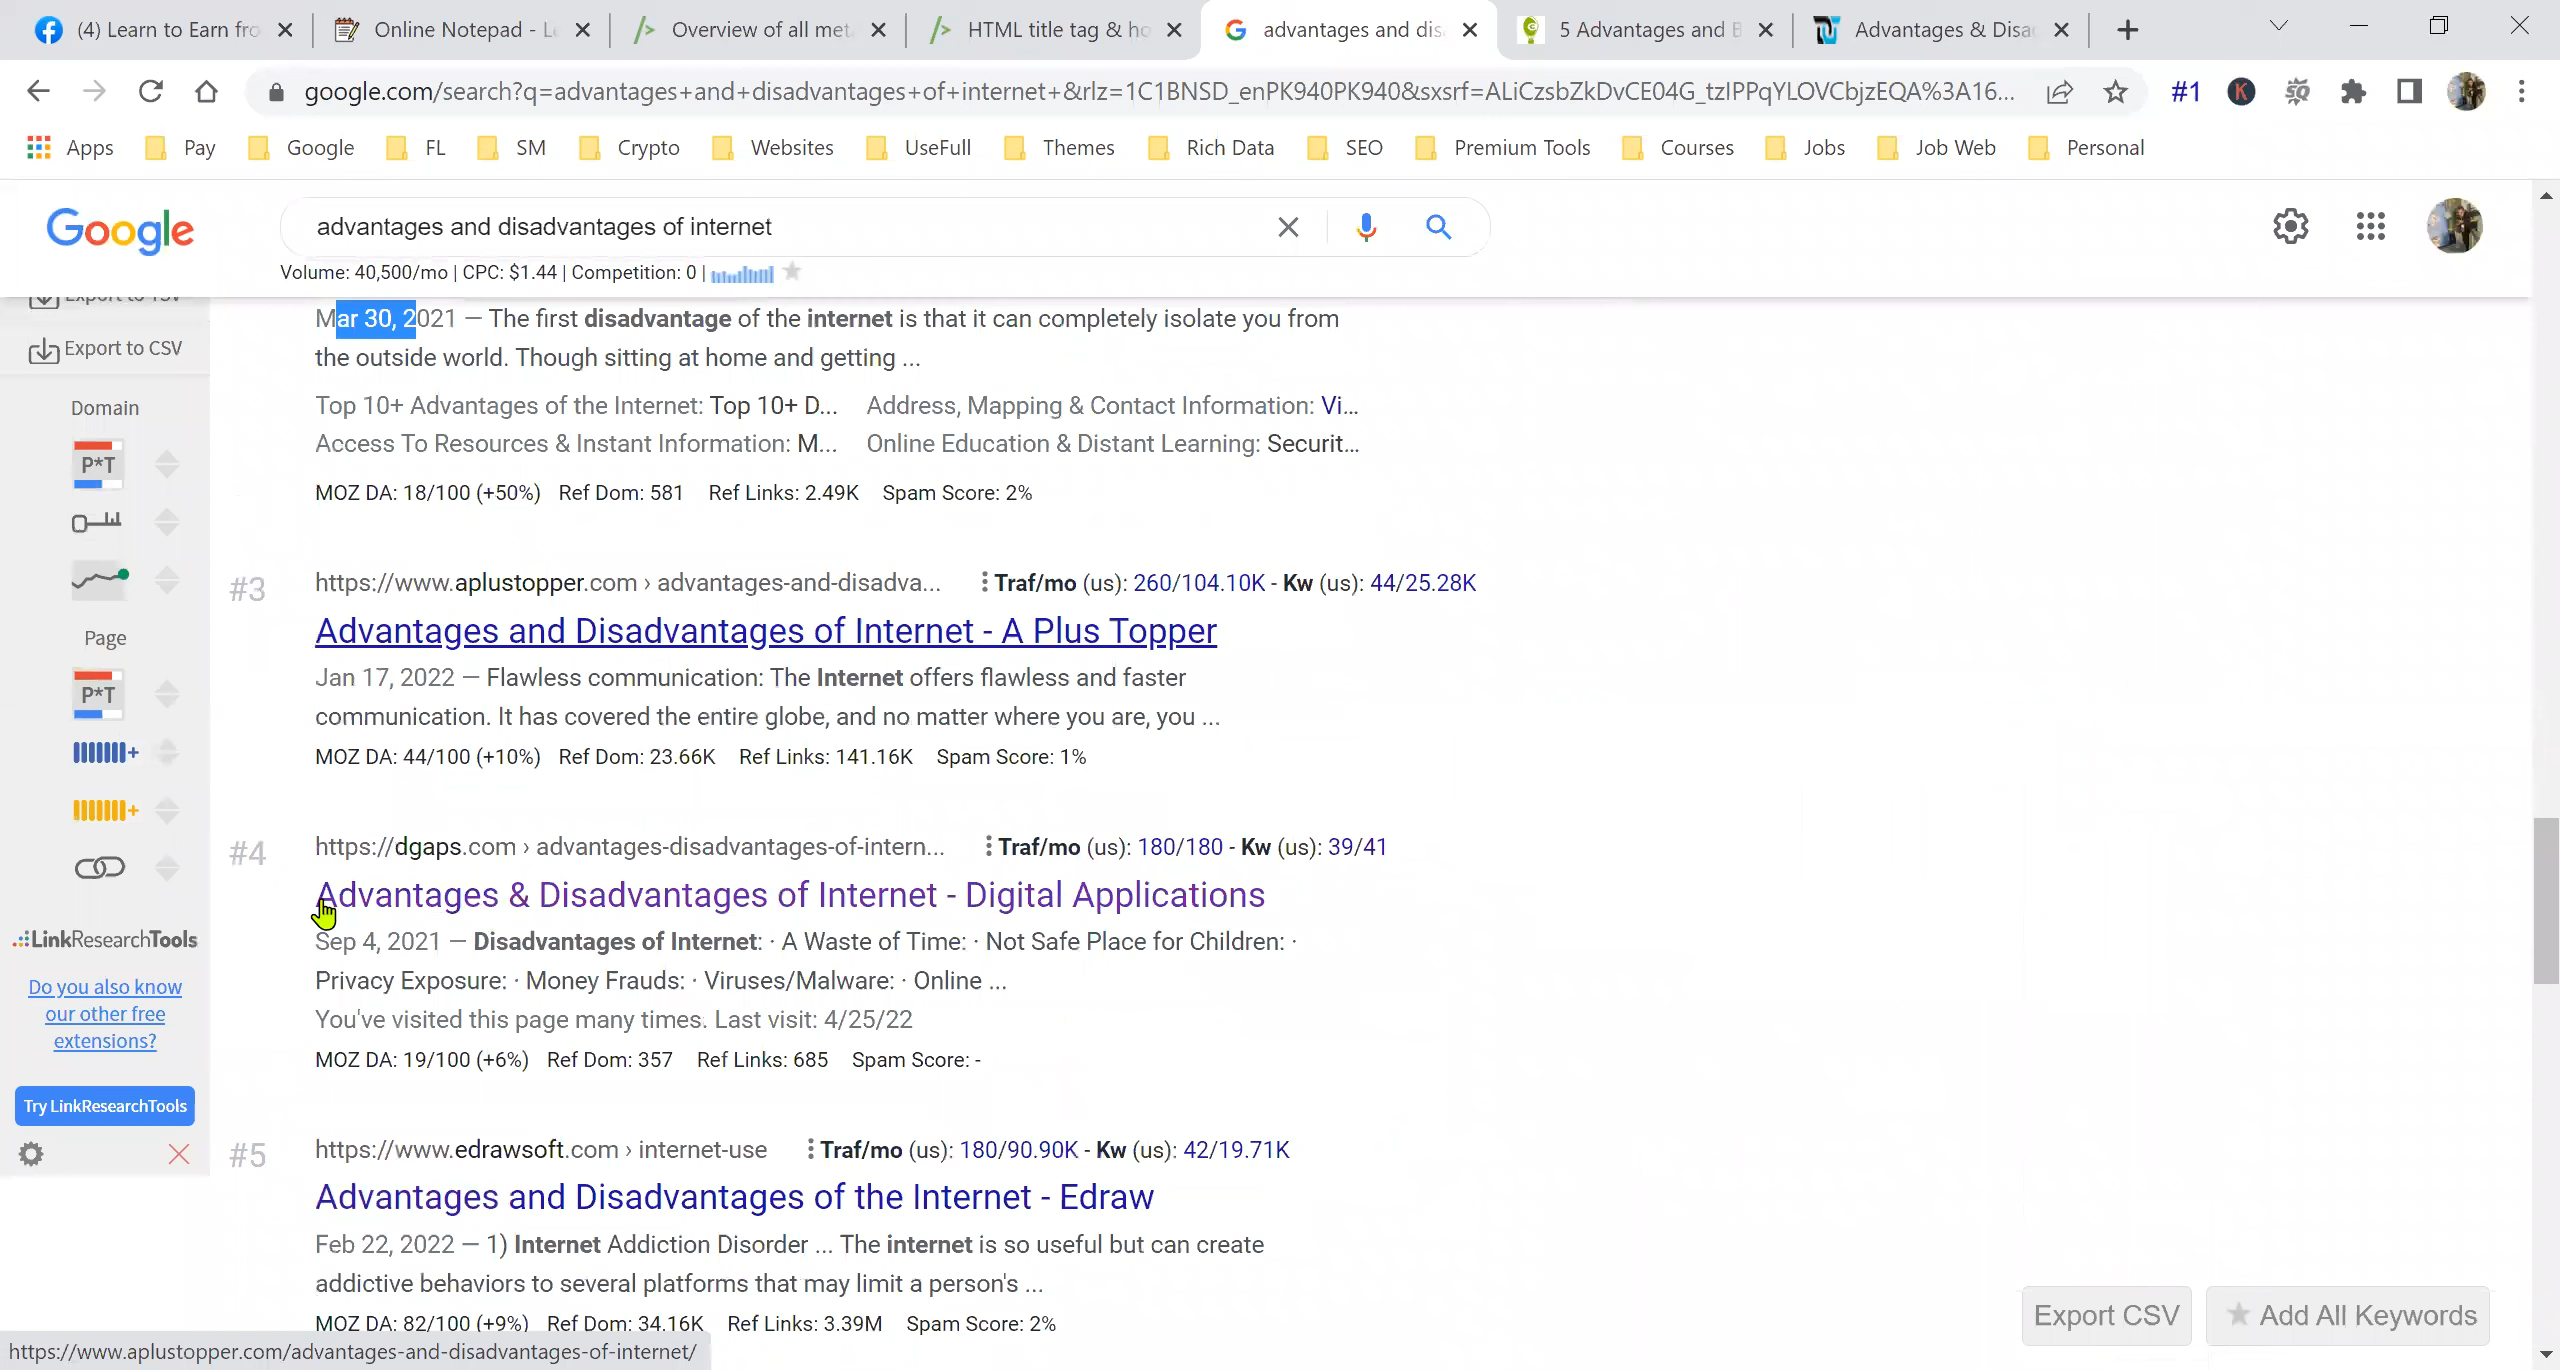 (4) Learn to Earn fro
Online Notepad - L
Overview of all met
HTML title tag & ho
advantages and dis
5 Advantages and
Advantages & Disa
google.com/search?q=advantages+and+disadvantages+of+internet+&rlz=1C1BNSD_enPK940PK940&sxsrf=ALiCzsbZkDvCE04G_tzIPPqYLOVCbjzEQA%3A16...
#1
K
SQ
Apps
Pay
Google
FL
SM
Crypto
Websites
UseFull
Themes
Rich Data
SEO
Premium Tools
Courses
Jobs
Job Web
Personal
Google
advantages and disadvantages of internet
Volume: 40,500/mo | CPC: $1.44 | Competition: 0 |
Export to CSV
Domain
P*T
Page
P*T
LinkResearchTools
Do you also know
our other free
extensions?
Try LinkResearchTools
Mar 30, 2021 — The first disadvantage of the internet is that it can completely isolate you from
the outside world. Though sitting at home and getting ...
Top 10+ Advantages of the Internet: Top 10+ D... Address, Mapping & Contact Information: Vi...
Access To Resources & Instant Information: M... Online Education & Distant Learning: Securit...
MOZ DA: 18/100 (+50%) Ref Dom: 581 Ref Links: 2.49K Spam Score: 2%
#3
https://www.aplustopper.com › advantages-and-disadva... Traf/mo (us): 260/104.10K - Kw (us): 44/25.28K
Advantages and Disadvantages of Internet - A Plus Topper
Jan 17, 2022 — Flawless communication: The Internet offers flawless and faster
communication. It has covered the entire globe, and no matter where you are, you ...
MOZ DA: 44/100 (+10%) Ref Dom: 23.66K Ref Links: 141.16K Spam Score: 1%
#4
https://dgaps.com › advantages-disadvantages-of-intern... Traf/mo (us): 180/180 - Kw (us): 39/41
Advantages & Disadvantages of Internet - Digital Applications
Sep 4, 2021 — Disadvantages of Internet: · A Waste of Time: · Not Safe Place for Children: ·
Privacy Exposure: · Money Frauds: · Viruses/Malware: · Online ...
You've visited this page many times. Last visit: 4/25/22
MOZ DA: 19/100 (+6%) Ref Dom: 357 Ref Links: 685 Spam Score: -
#5
https://www.edrawsoft.com › internet-use Traf/mo (us): 180/90.90K - Kw (us): 42/19.71K
Advantages and Disadvantages of the Internet - Edraw
Feb 22, 2022 — 1) Internet Addiction Disorder ... The internet is so useful but can create
addictive behaviors to several platforms that may limit a person's ...
MOZ DA: 82/100 (+9%) Ref Dom: 34.16K Ref Links: 3.39M Spam Score: 2%
Export CSV
Add All Keywords
https://www.aplustopper.com/advantages-and-disadvantages-of-internet/